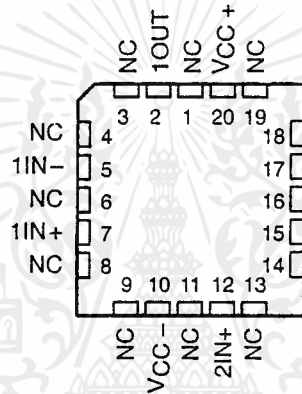 NC 1OUT NC VCC+ NC
3 2 1 20 19
NC 4 18
1IN− 5 17
NC 6 16
1IN+ 7 15
NC 8 14
9 10 11 12 13
NC VCC− NC 2IN+ NC